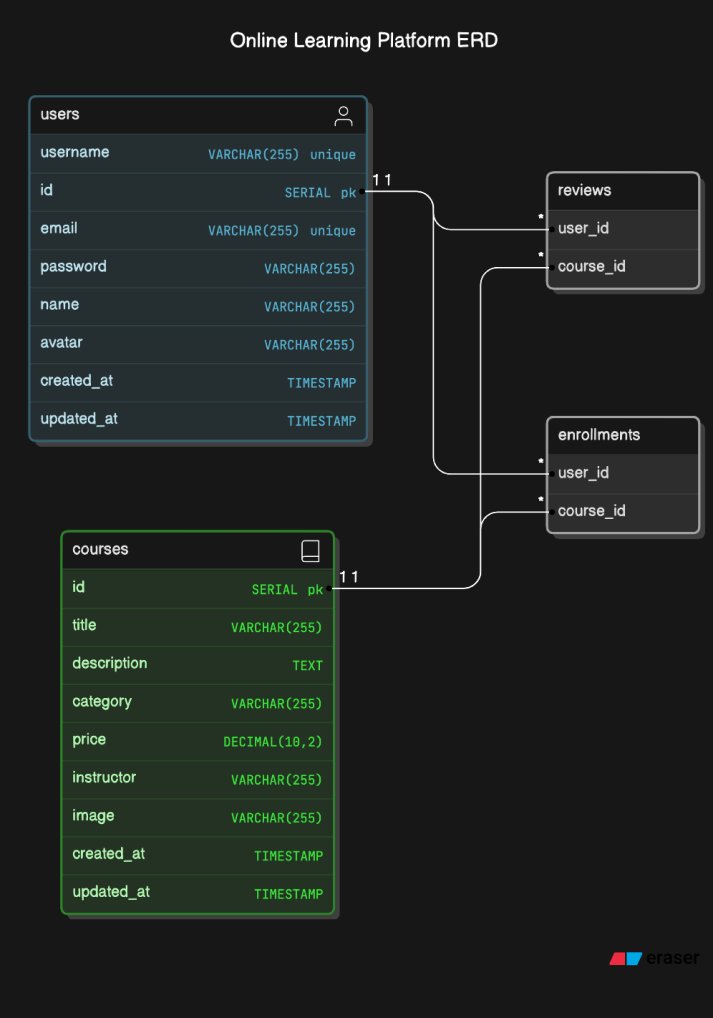 Online Learning Platform ERD
users
username VARCHAR(255) unique
id SERIAL pk
1 1
email VARCHAR(255) unique
password VARCHAR(255)
name VARCHAR(255)
avatar VARCHAR(255)
created_at TIMESTAMP
updated_at TIMESTAMP
reviews
* user_id
* course_id
enrollments
* user_id
* course_id
courses
id SERIAL pk
1 1
title VARCHAR(255)
description TEXT
category VARCHAR(255)
price DECIMAL(10,2)
instructor VARCHAR(255)
image VARCHAR(255)
created_at TIMESTAMP
updated_at TIMESTAMP
eraser